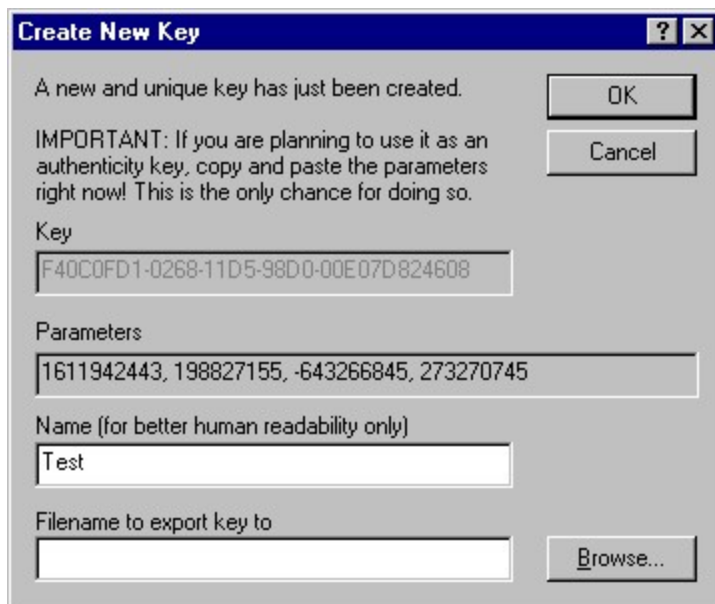 Create New Key
A new and unique key has just been created.
OK
IMPORTANT: If you are planning to use it as an
authenticity key, copy and paste the parameters
right now! This is the only chance for doing so.
Cancel
Key
F40C0FD1-0268-11D5-98D0-00E07D824608
Parameters
1611942443, 198827155, -643266845, 273270745
Name (for better human readability only)
Test
Filename to export key to
Browse...